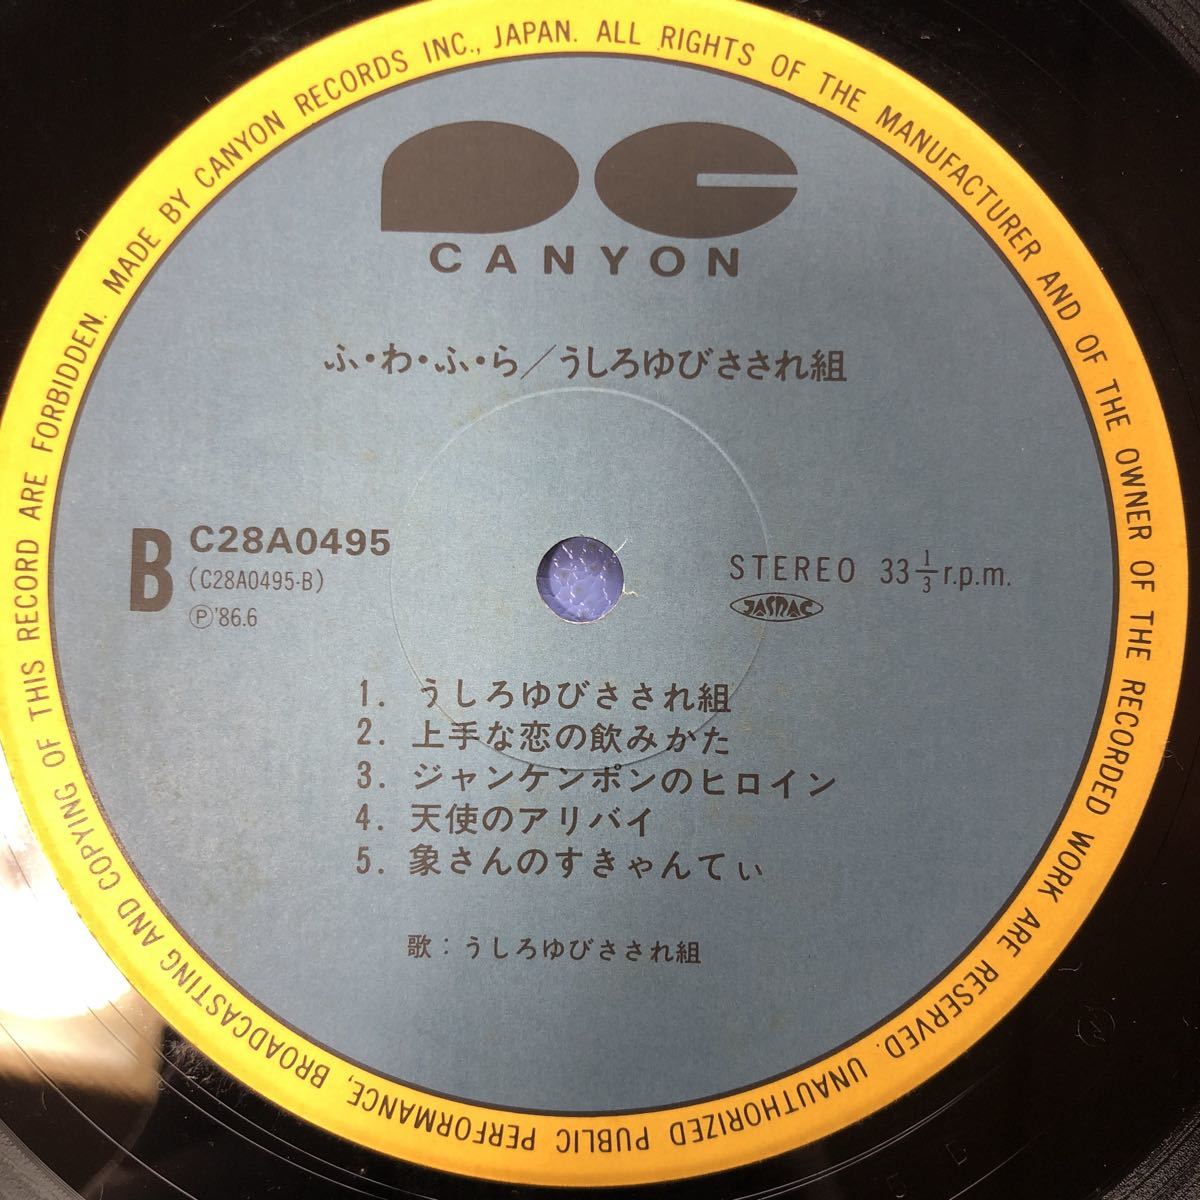 MADE BY CANYON RECORDS INC., JAPAN. ALL RIGHTS OF THE MANUFACTURER AND OF THE OWNER OF THE RECORDED WORK ARE RESERVED. UNAUTHORIZED PUBLIC PERFORMANCE, BROADCASTING AND COPYING OF THIS RECORD ARE FORBIDDEN.
CANYON
ふ・わ・ふ・ら/うしろゆびさされ組
B
C28A0495
(C28A0495-B)
Ⓟ'86.6
STEREO 33 1/3 r.p.m.
JASRAC
1. うしろゆびさされ組
2. 上手な恋の飲みかた
3. ジャンケンポンのヒロイン
4. 天使のアリバイ
5. 象さんのすきゃんてぃ
歌:うしろゆびさされ組